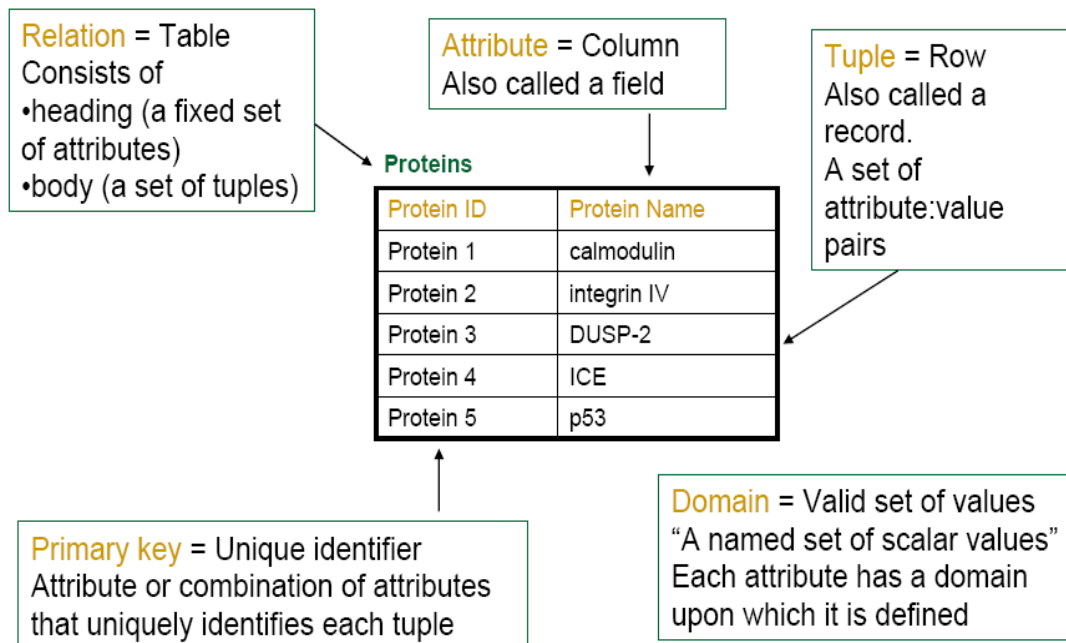 Relation = Table
Consists of
•heading (a fixed set
of attributes)
•body (a set of tuples)
Attribute = Column
Also called a field
Tuple = Row
Also called a
record.
A set of
attribute:value
pairs
Proteins
Protein ID Protein Name
Protein 1 calmodulin
Protein 2 integrin IV
Protein 3 DUSP-2
Protein 4 ICE
Protein 5 p53
Primary key = Unique identifier
Attribute or combination of attributes
that uniquely identifies each tuple
Domain = Valid set of values
“A named set of scalar values”
Each attribute has a domain
upon which it is defined